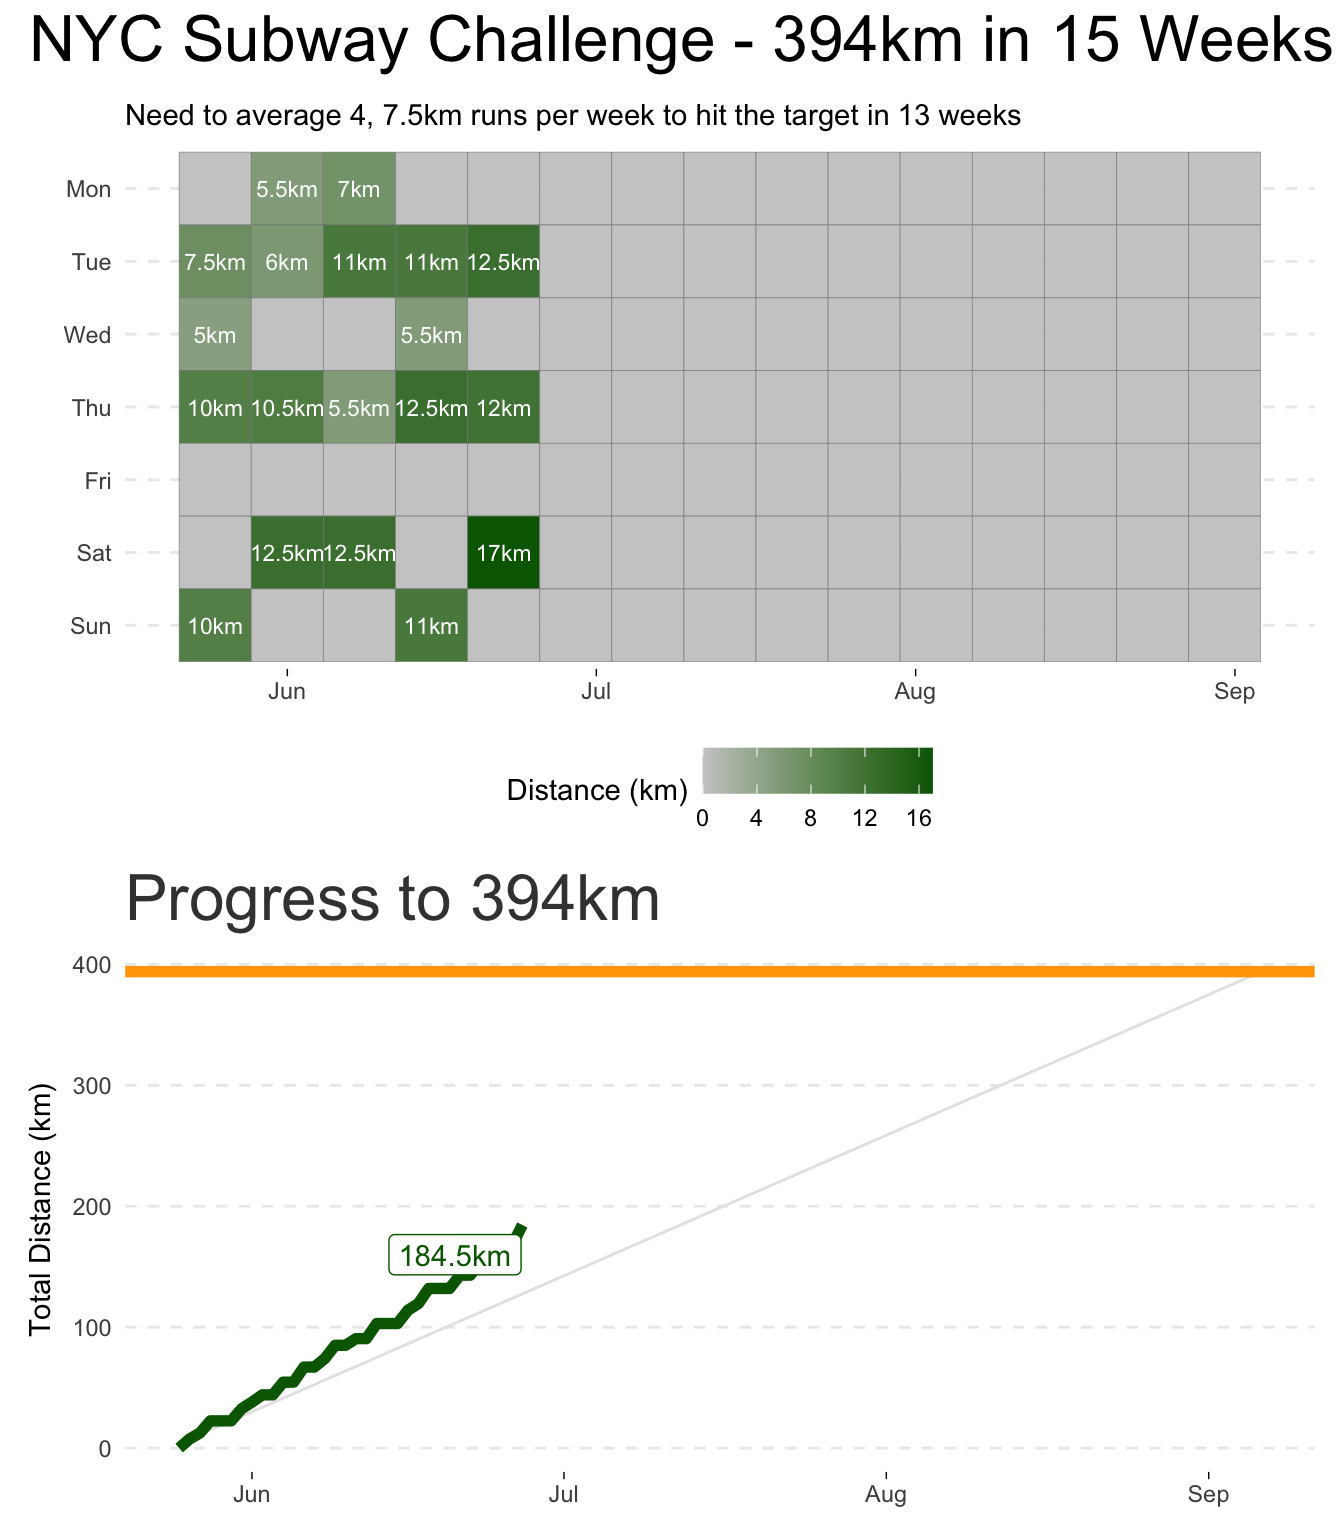 NYC Subway Challenge - 394km in 15 Weeks
Need to average 4, 7.5km runs per week to hit the target in 13 weeks
Mon 5.5km 7km
Tue 7.5km 6km 11km 11km 12.5km
Wed 5km 5.5km
Thu 10km 10.5km 5.5km 12.5km 12km
Fri
Sat 12.5km 12.5km 17km
Sun 10km 11km
Jun Jul Aug Sep
Distance (km)
0 4 8 12 16
Progress to 394km
Total Distance (km)
400
300
200
184.5km
100
0
Jun Jul Aug Sep